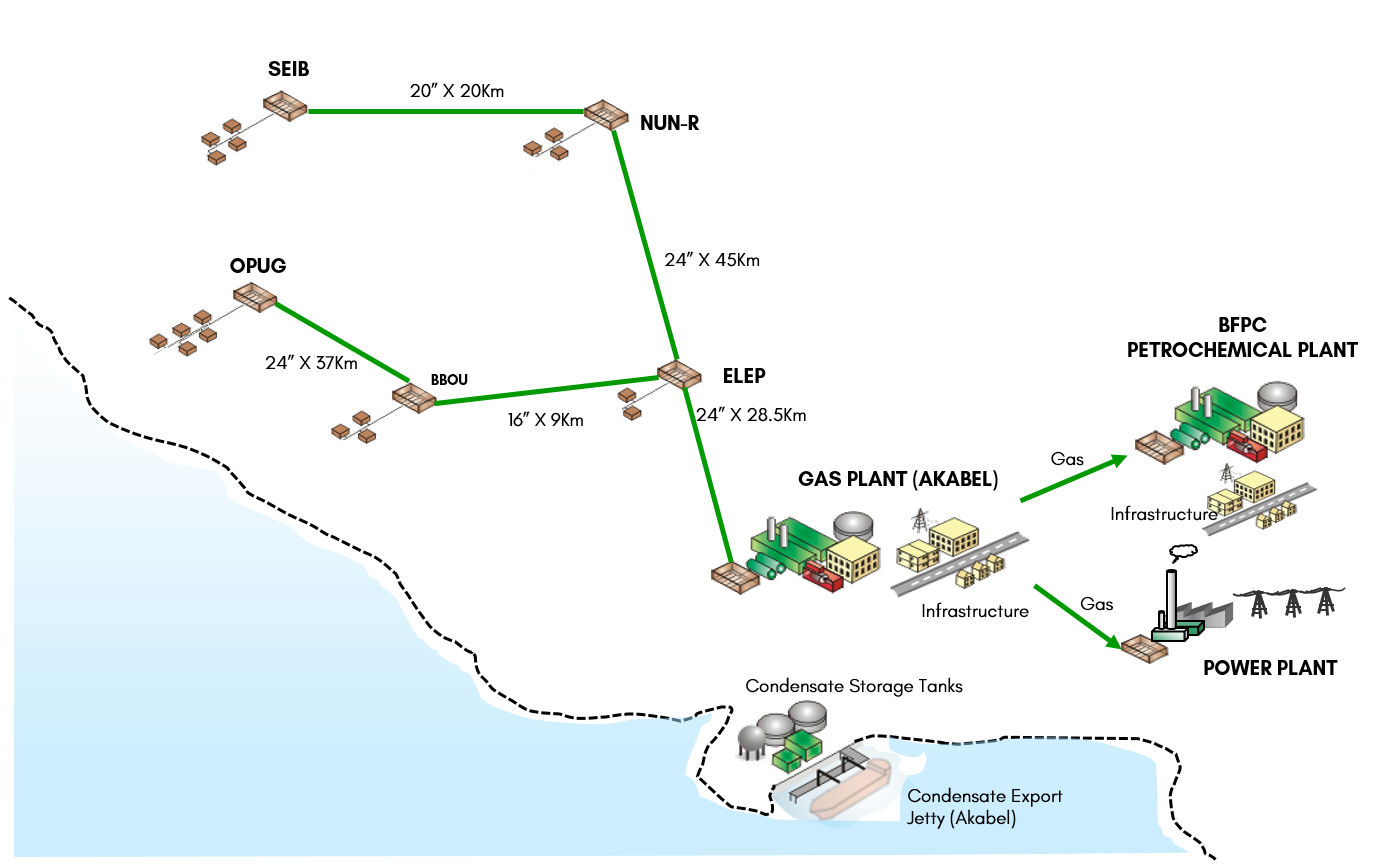 SEIB
20” X 20Km
NUN-R
24” X 45Km
OPUG
24” X 37Km
BBOU
16” X 9Km
ELEP
24” X 28.5Km
BFPC
PETROCHEMICAL PLANT
Gas
GAS PLANT (AKABEL)
Infrastructure
Infrastructure
Gas
POWER PLANT
Condensate Storage Tanks
Condensate Export
Jetty (Akabel)